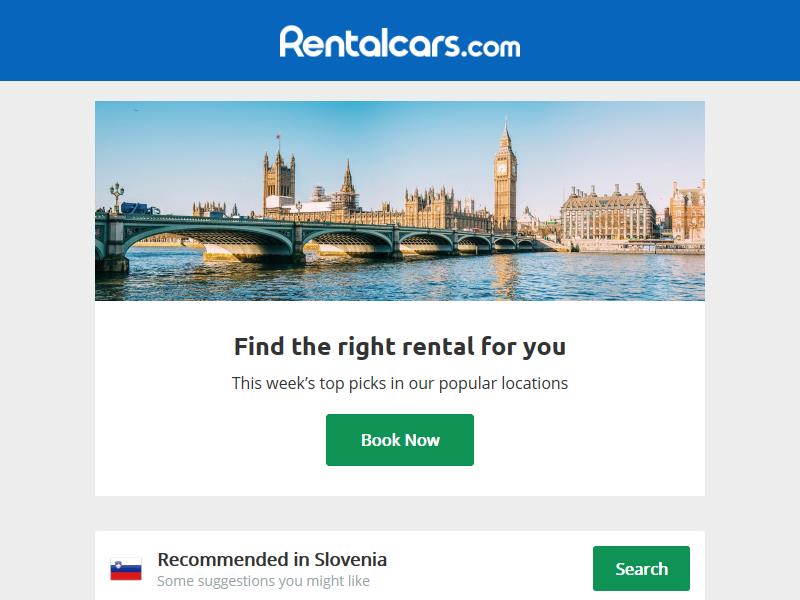 Rentalcars.com
Find the right rental for you
This week’s top picks in our popular locations
Book Now
Recommended in Slovenia
Some suggestions you might like
Search